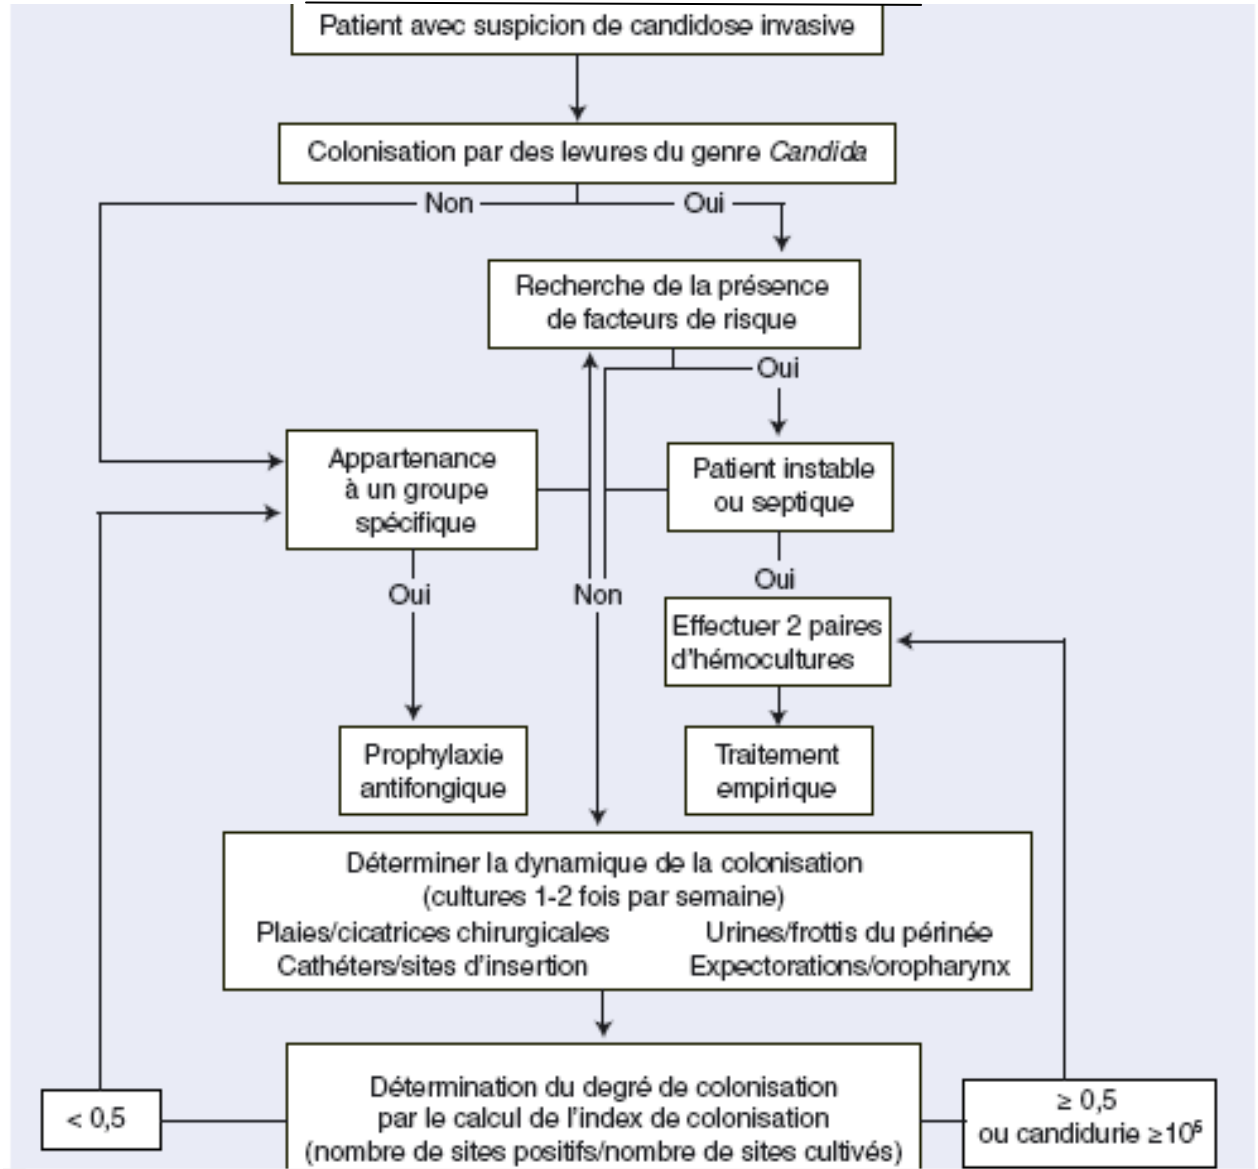 Patient avec suspicion de candidose invasive
Colonisation par des levures du genre Candida
Non
Oui
Recherche de la présence
de facteurs de risque
Oui
Appartenance
à un groupe
spécifique
Patient instable
ou septique
Oui
Non
Oui
Effectuer 2 paires
d'hémocultures
Prophylaxie
antifongique
Traitement
empirique
Déterminer la dynamique de la colonisation
(cultures 1-2 fois par semaine)
Plaies/cicatrices chirurgicales
Urines/frottis du périnée
Cathéters/sites d'insertion
Expectorations/oropharynx
Détermination du degré de colonisation
par le calcul de l'index de colonisation
(nombre de sites positifs/nombre de sites cultivés)
< 0,5
≥ 0,5
ou candidurie ≥10⁵